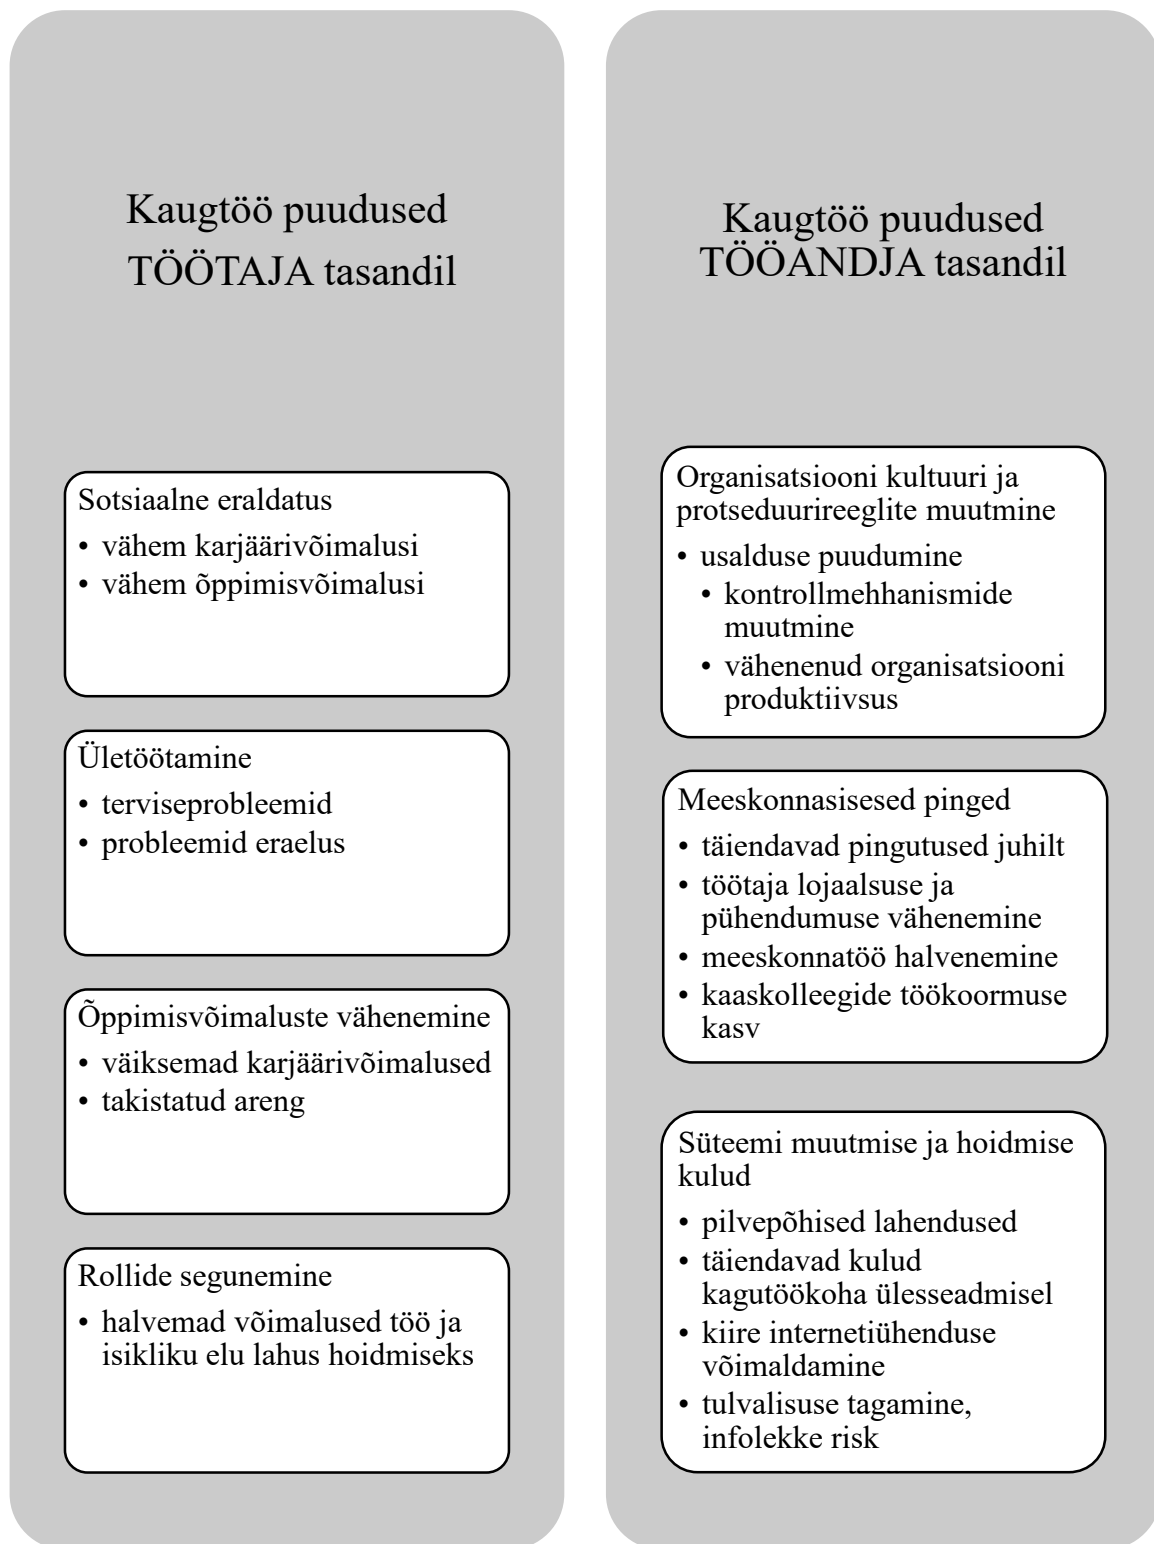 Kaugtöö puudused
TÖÖTAJA tasandil
Sotsiaalne eraldatus
• vähem karjäärivõimalusi
• vähem õppimisvõimalusi
Ületöötamine
• terviseprobleemid
• probleemid eraelus
Õppimisvõimaluste vähenemine
• väiksemad karjäärivõimalused
• takistatud areng
Rollide segunemine
• halvemad võimalused töö ja
isikliku elu lahus hoidmiseks
Kaugtöö puudused
TÖÖANDJA tasandil
Organisatsiooni kultuuri ja
protseduurireeglite muutmine
• usalduse puudumine
• kontrollmehhanismide
muutmine
• vähenenud organisatsiooni
produktiivsus
Meeskonnasisesed pinged
• täiendavad pingutused juhilt
• töötaja lojaalsuse ja
pühendumuse vähenemine
• meeskonnatöö halvenemine
• kaaskolleegide töökoormuse
kasv
Süteemi muutmise ja hoidmise
kulud
• pilvepõhised lahendused
• täiendavad kulud
kagutöökoha ülesseadmisel
• kiire internetiühenduse
võimaldamine
• tulvalisuse tagamine,
infolekke risk